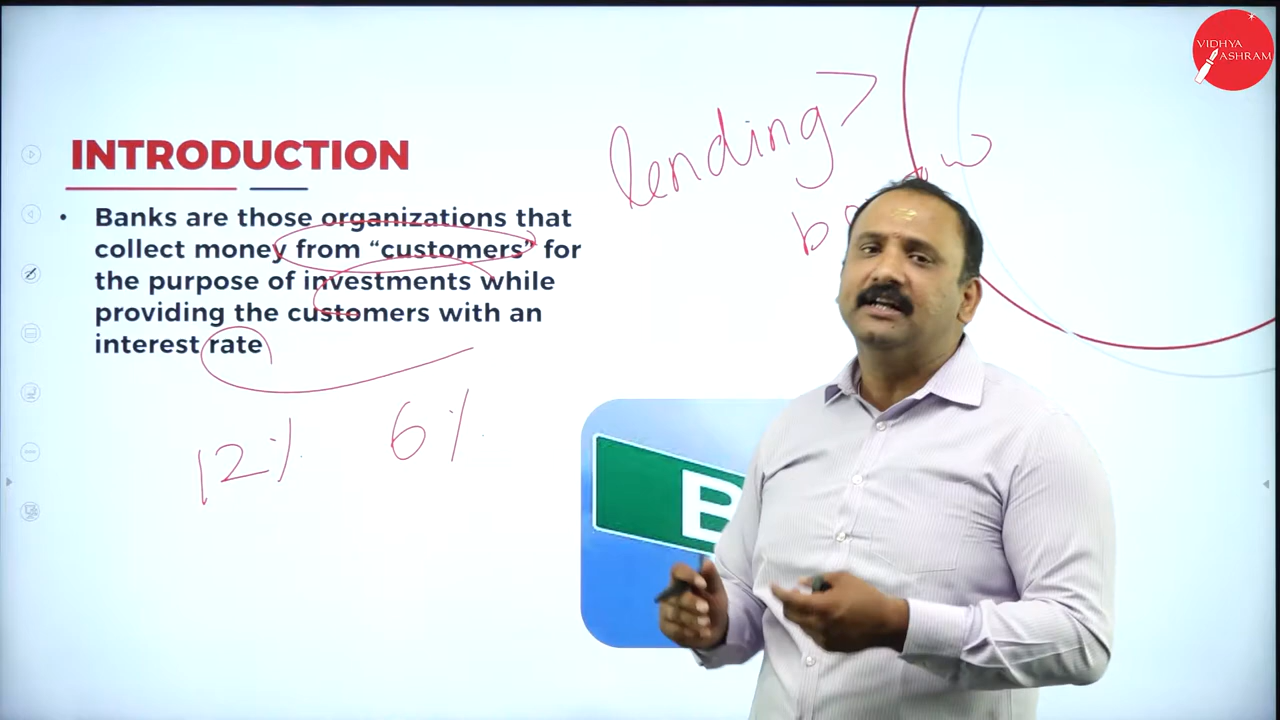 VIDHYA
ASHRAM
INTRODUCTION
• Banks are those organizations that
collect money from “customers” for
the purpose of investments while
providing the customers with an
interest rate
lending >
12% 6%
B